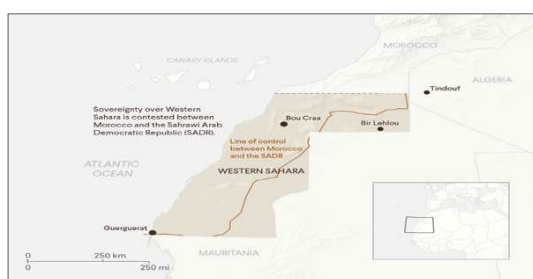 MOROCCO
CANARY ISLANDS
ALGERIA
Tindouf
Sovereignty over Western
Sahara is contested between
Morocco and the Sahrawi Arab
Democratic Republic (SADR).
Bou Craa
Bir Lehlou
Line of control
between Morocco
and the SADR
ATLANTIC
OCEAN
WESTERN SAHARA
Guerguerat
MAURITANIA
0 250 km
0 250 mi